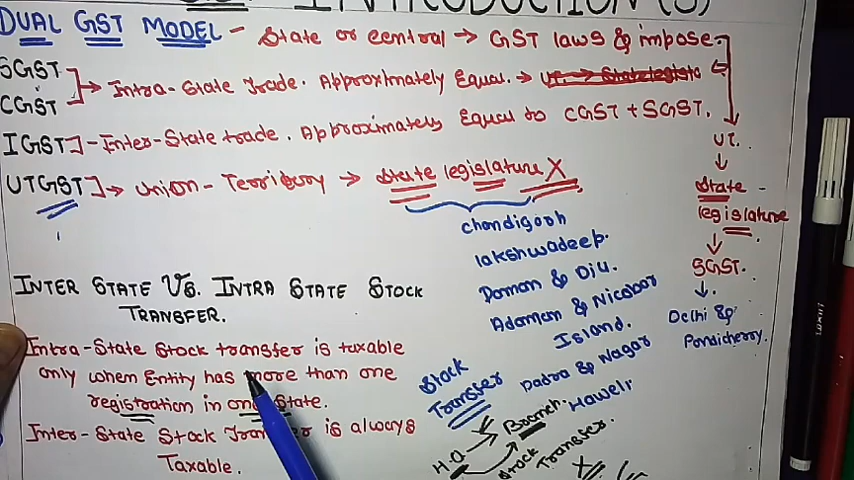 INTRODUCTION (3)
DUAL GST MODEL - State or central → GST laws & impose.
SGST
CGST
→ Intra-State Trade. Approximately Equal. →
IGST] - Inter-State trade. Approximately Equal to CGST + SGST.
UTGST] → Union-Territory → State legislature X
chandigarh
lakshwadeep.
Daman & Diu.
Adaman & Nicobar
Island.
Dadra & Nagar
Haweli
UT.
↓
State -
legislature
↓
SGST.
↓
Delhi &
Pondicherry.
INTER STATE VS. INTRA STATE STOCK
TRANSFER.
Intra-State Stock transfer is taxable
only when Entity has more than one
registration in one State.
Inter-State Stock Transfer is always
Taxable.
Stock
Transfer
H.O → Branch.
Stock
Transfer.